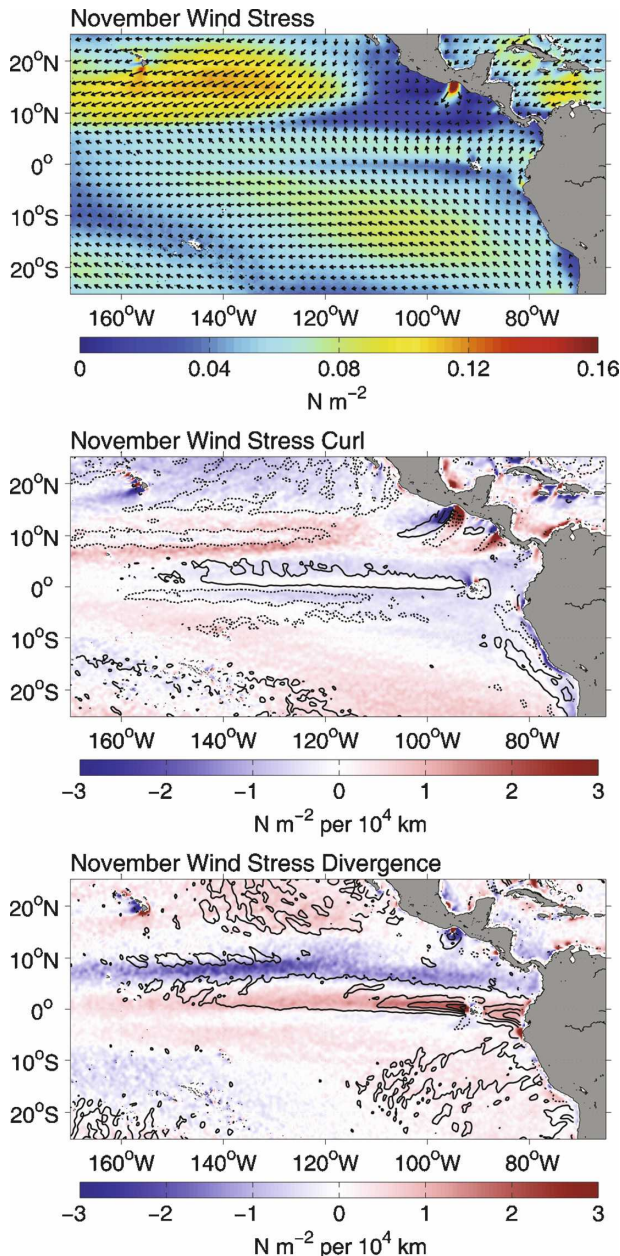 November Wind Stress
20°N
10°N
0°
10°S
20°S
160°W 140°W 120°W 100°W 80°W
0 0.04 0.08 0.12 0.16
N m⁻²
November Wind Stress Curl
20°N
10°N
0°
10°S
20°S
160°W 140°W 120°W 100°W 80°W
−3 −2 −1 0 1 2 3
N m⁻² per 10⁴ km
November Wind Stress Divergence
20°N
10°N
0°
10°S
20°S
160°W 140°W 120°W 100°W 80°W
−3 −2 −1 0 1 2 3
N m⁻² per 10⁴ km